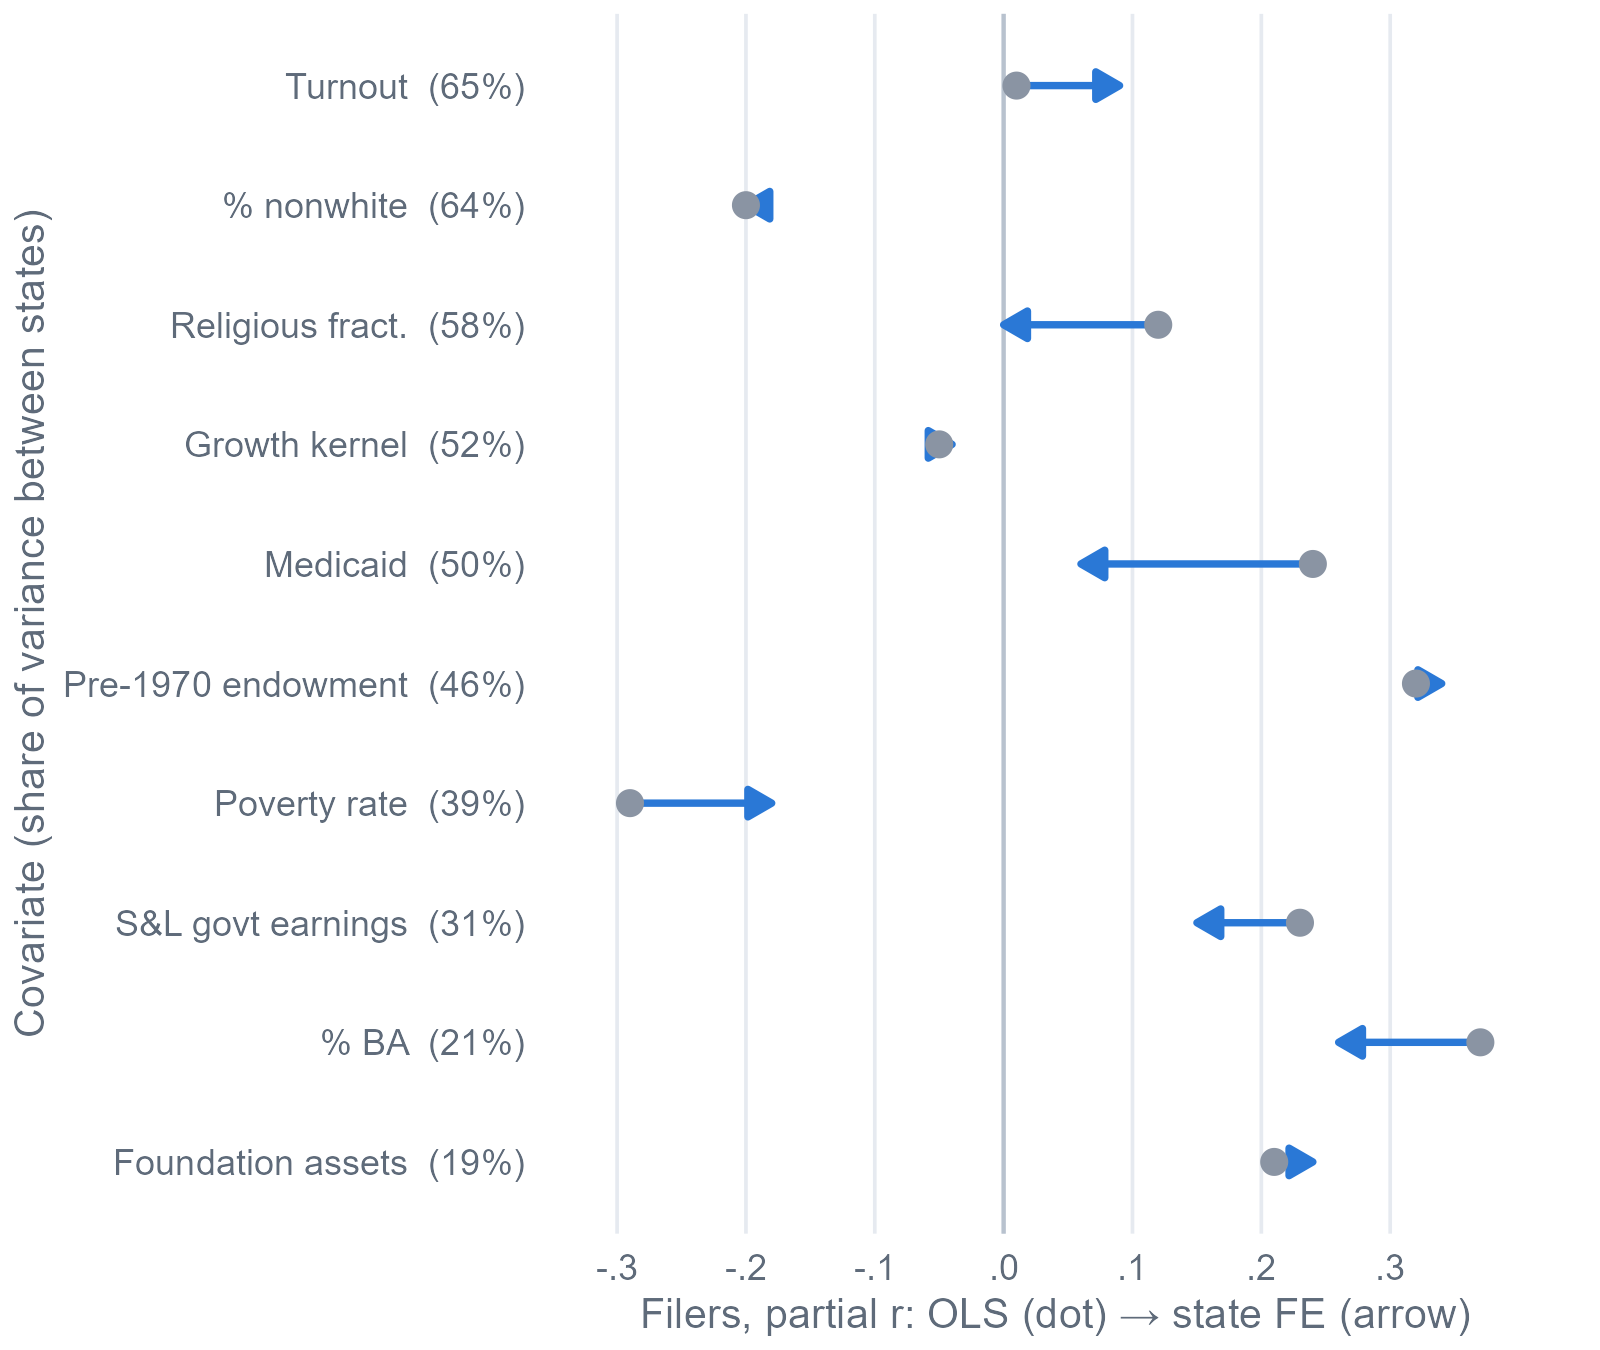 Covariate (share of variance between states)
Turnout (65%)
% nonwhite (64%)
Religious fract. (58%)
Growth kernel (52%)
Medicaid (50%)
Pre-1970 endowment (46%)
Poverty rate (39%)
S&L govt earnings (31%)
% BA (21%)
Foundation assets (19%)
-.3 -.2 -.1 .0 .1 .2 .3
Filers, partial r: OLS (dot) → state FE (arrow)